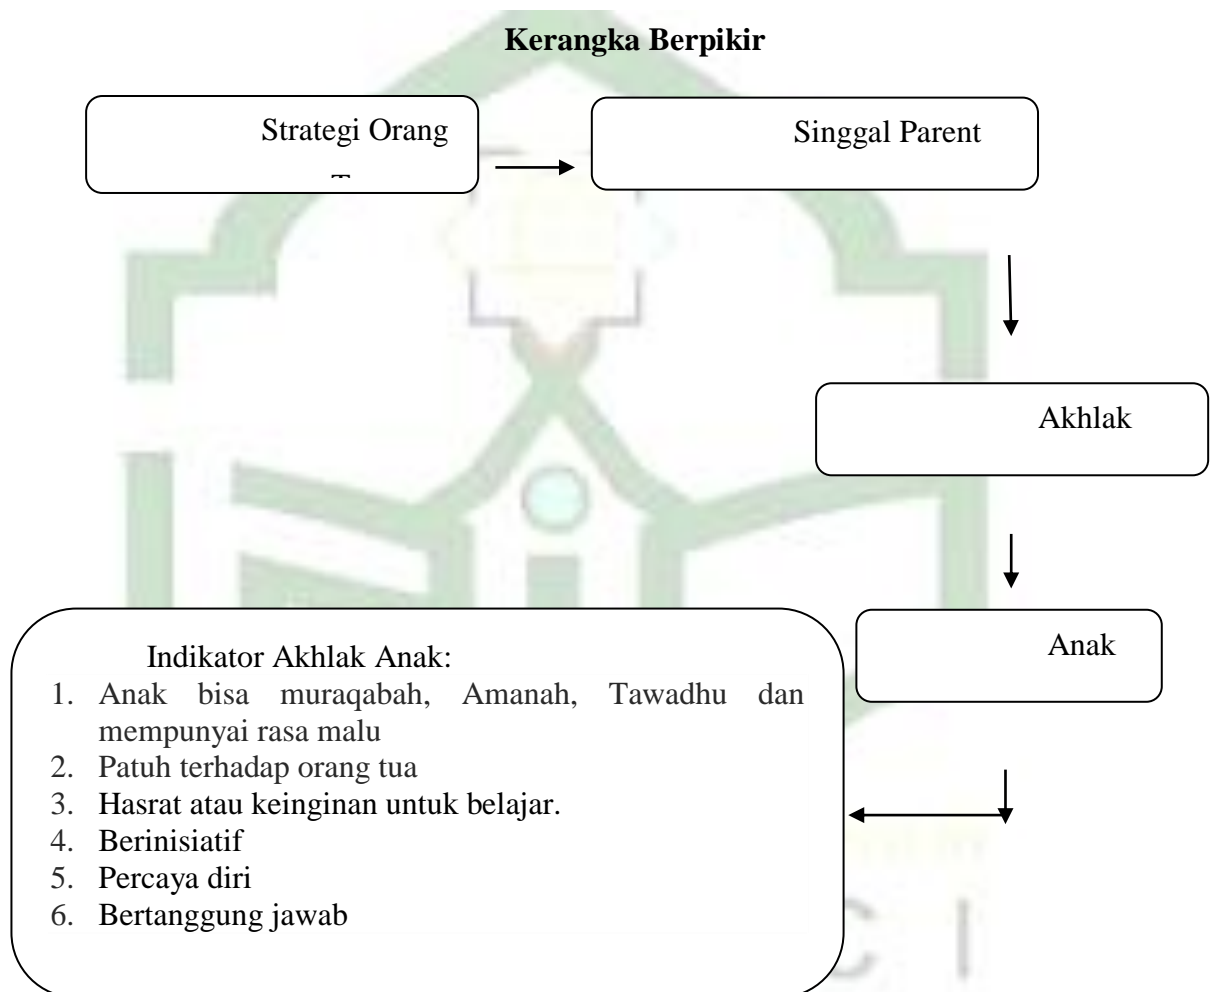 Kerangka Berpikir
Strategi Orang
Singgal Parent
Akhlak
Anak
Indikator Akhlak Anak:
1. Anak bisa muraqabah, Amanah, Tawadhu dan
mempunyai rasa malu
2. Patuh terhadap orang tua
3. Hasrat atau keinginan untuk belajar.
4. Berinisiatif
5. Percaya diri
6. Bertanggung jawab
C I